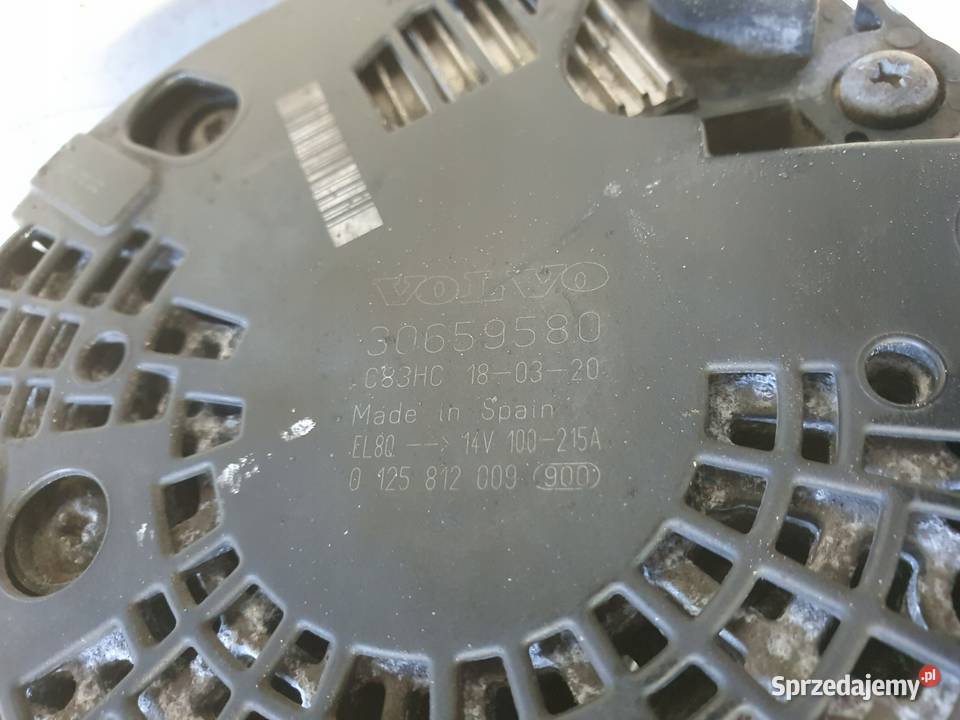 VOLVO
30659580
C83HC 18-03-20
Made in Spain
EL8Q --> 14V 100-215A
0 125 812 009 900
Sprzedajemy.pl